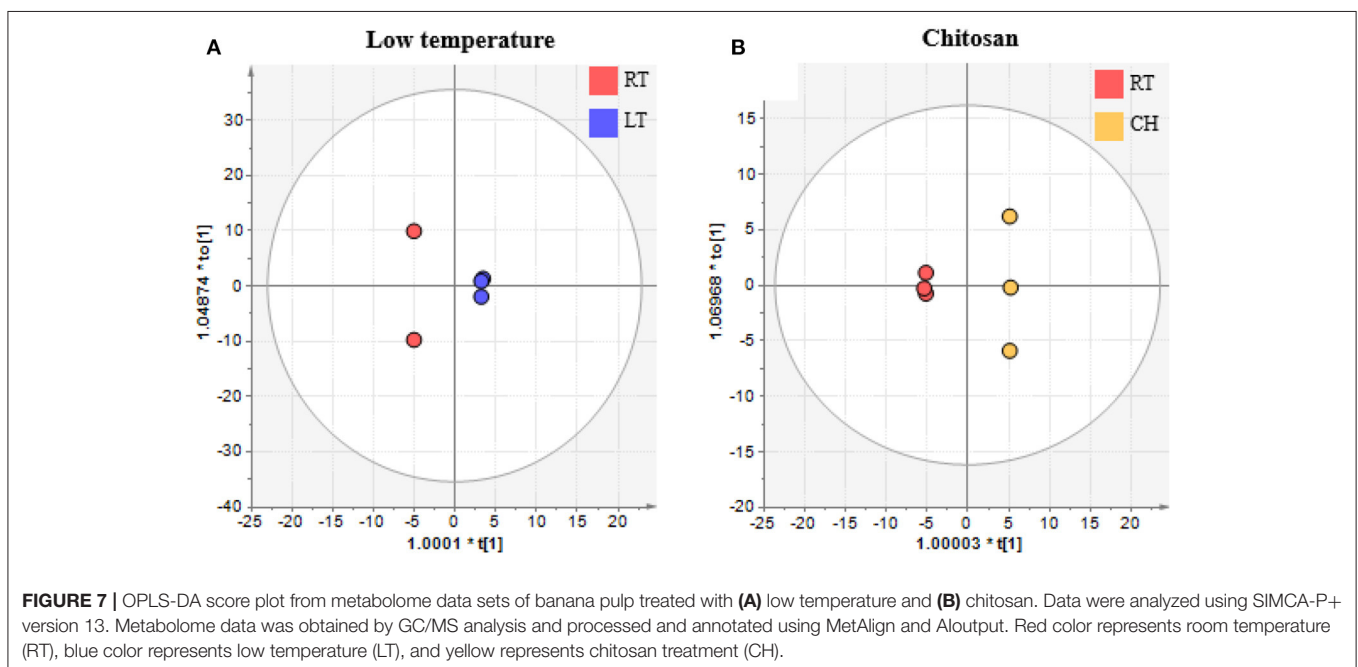 A
Low temperature
RT
LT
30
20
10
0
-10
-20
-30
-40
-25 -20 -15 -10 -5 0 5 10 15 20
1.04874 * to[1]
1.0001 * t[1]
B
Chitosan
RT
CH
15
10
5
0
-5
-10
-15
-20
-25 -20 -15 -10 -5 0 5 10 15 20
1.06968 * to[1]
1.00003 * t[1]
FIGURE 7 | OPLS-DA score plot from metabolome data sets of banana pulp treated with (A) low temperature and (B) chitosan. Data were analyzed using SIMCA-P+
version 13. Metabolome data was obtained by GC/MS analysis and processed and annotated using MetAlign and AIoutput. Red color represents room temperature
(RT), blue color represents low temperature (LT), and yellow represents chitosan treatment (CH).